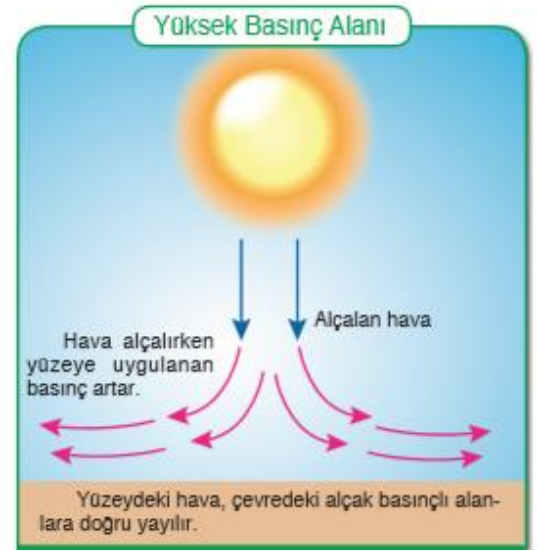 Yüksek Basınç Alanı
Alçalan hava
Hava alçalırken
yüzeye uygulanan
basınç artar.
Yüzeydeki hava, çevredeki alçak basınçlı alan-
lara doğru yayılır.